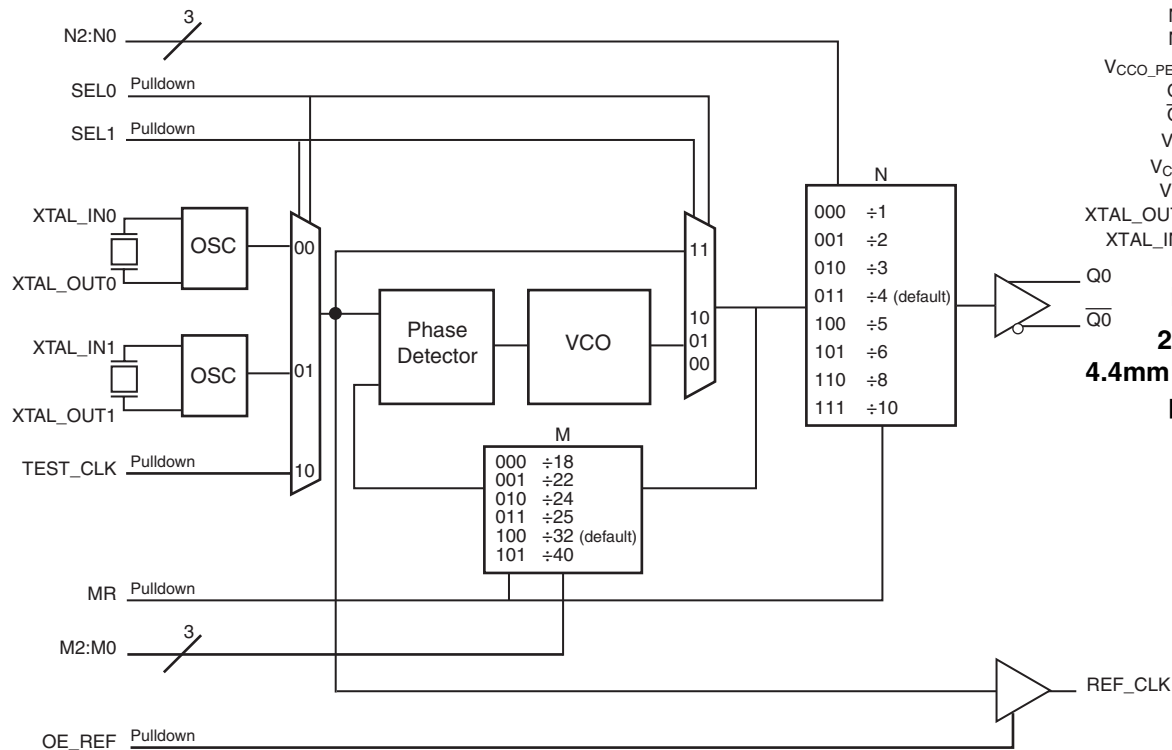 N2:N0
3
SEL0 Pulldown
SEL1 Pulldown
XTAL_IN0
OSC
XTAL_OUT0
XTAL_IN1
OSC
XTAL_OUT1
TEST_CLK Pulldown
00
01
10
Phase
Detector
VCO
11
10
01
00
N
000 ÷1
001 ÷2
010 ÷3
011 ÷4 (default)
100 ÷5
101 ÷6
110 ÷8
111 ÷10
Q0
Q0
M
000 ÷18
001 ÷22
010 ÷24
011 ÷25
100 ÷32 (default)
101 ÷40
MR Pulldown
M2:M0
3
REF_CLK
OE_REF Pulldown
4.4mm